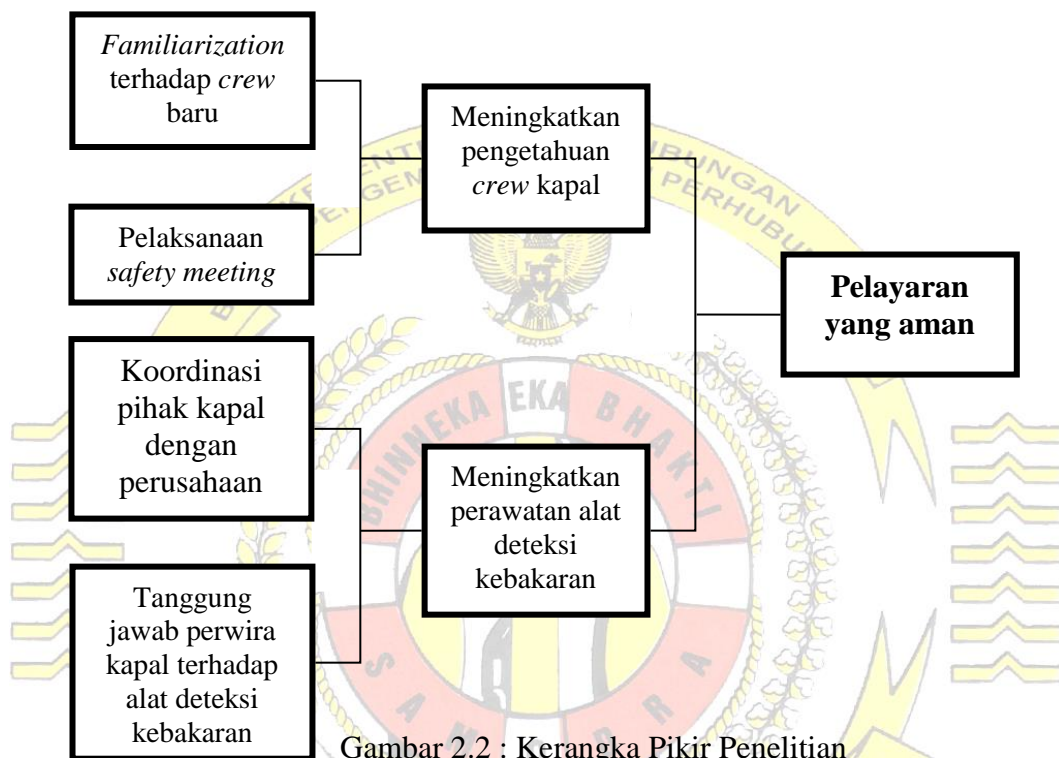 Familiarization
terhadap crew
baru
Pelaksanaan
safety meeting
Koordinasi
pihak kapal
dengan
perusahaan
Tanggung
jawab perwira
kapal terhadap
alat deteksi
kebakaran
Meningkatkan
pengetahuan
crew kapal
Meningkatkan
perawatan alat
deteksi
kebakaran
Pelayaran
yang aman
BHINNEKA EKA BHAKTI
Gambar 2.2 : Kerangka Pikir Penelitian